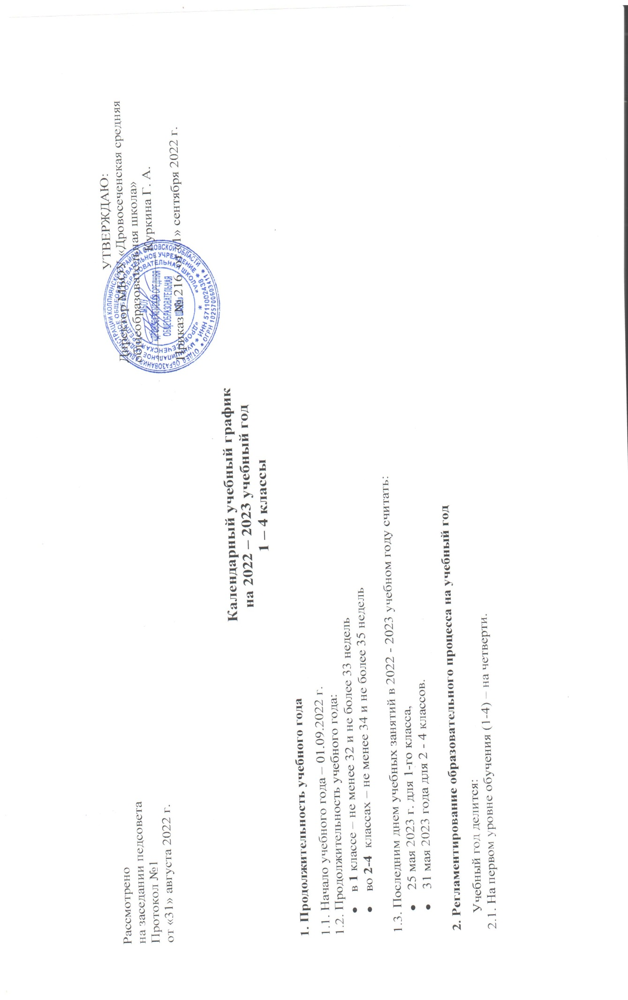 Рассмотрено
на заседании педсовета
Протокол №1
от «31» августа 2022 г.
УТВЕРЖДАЮ:
Директор МБОУ «Дровосеченская средняя
общеобразовательная школа»
Куркина Г. А.
Приказ № 216 от «1» сентября 2022 г.
ОТДЕЛ ОБРАЗОВАНИЯ АДМИНИСТРАЦИИ КОЛПНЯНСКОГО РАЙОНА ОРЛОВСКОЙ ОБЛАСТИ * ОГРН 1025700603411 *
МУНИЦИПАЛЬНОЕ БЮДЖЕТНОЕ ОБЩЕОБРАЗОВАТЕЛЬНОЕ УЧРЕЖДЕНИЕ * ИНН 5711002438 *
«ДРОВОСЕЧЕНСКАЯ СРЕДНЯЯ ОБЩЕОБРАЗОВАТЕЛЬНАЯ ШКОЛА» *
МБОУ
«ДРОВОСЕЧЕНСКАЯ СРЕДНЯЯ
ОБЩЕОБРАЗОВАТЕЛЬНАЯ
ШКОЛА»
Календарный учебный график
на 2022 – 2023 учебный год
1 – 4 классы
1. Продолжительность учебного года
1.1. Начало учебного года – 01.09.2022 г.
1.2. Продолжительность учебного года:
● в 1 классе – не менее 32 и не более 33 недель
● во 2-4 классах – не менее 34 и не более 35 недель
1.3. Последним днем учебных занятий в 2022 - 2023 учебном году считать:
● 25 мая 2023 г. для 1-го класса,
● 31 мая 2023 года для 2 - 4 классов.
2. Регламентирование образовательного процесса на учебный год
Учебный год делится:
2.1. На первом уровне обучения (1-4) – на четверти.